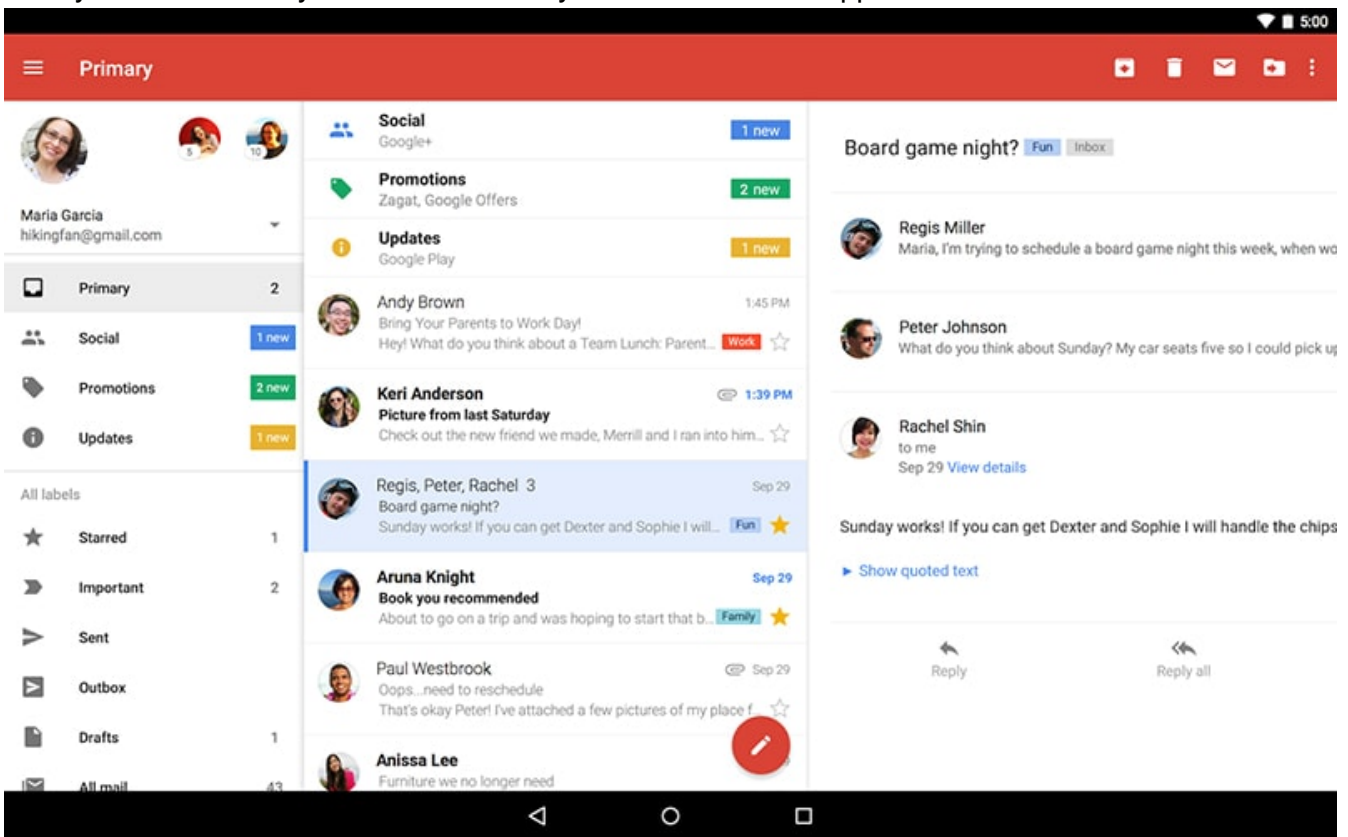 5:00
Primary
5
10
Maria Garcia
hikingfan@gmail.com
Primary 2
Social 1 new
Promotions 2 new
Updates 1 new
All labels
Starred 1
Important 2
Sent
Outbox
Drafts 1
All mail 43
Social
Google+ 1 new
Promotions
Zagat, Google Offers 2 new
Updates
Google Play 1 new
Andy Brown 1:45 PM
Bring Your Parents to Work Day!
Hey! What do you think about a Team Lunch: Parent... Work
Keri Anderson 1:39 PM
Picture from last Saturday
Check out the new friend we made, Merrill and I ran into him...
Regis, Peter, Rachel 3 Sep 29
Board game night?
Sunday works! If you can get Dexter and Sophie I will... Fun
Aruna Knight Sep 29
Book you recommended
About to go on a trip and was hoping to start that b... Family
Paul Westbrook Sep 29
Oops...need to reschedule
That's okay Peter! I've attached a few pictures of my place f...
Anissa Lee
Furniture we no longer need
Board game night? Fun Inbox
Regis Miller
Maria, I'm trying to schedule a board game night this week, when wo
Peter Johnson
What do you think about Sunday? My car seats five so I could pick up
Rachel Shin
to me
Sep 29 View details
Sunday works! If you can get Dexter and Sophie I will handle the chips
Show quoted text
Reply Reply all